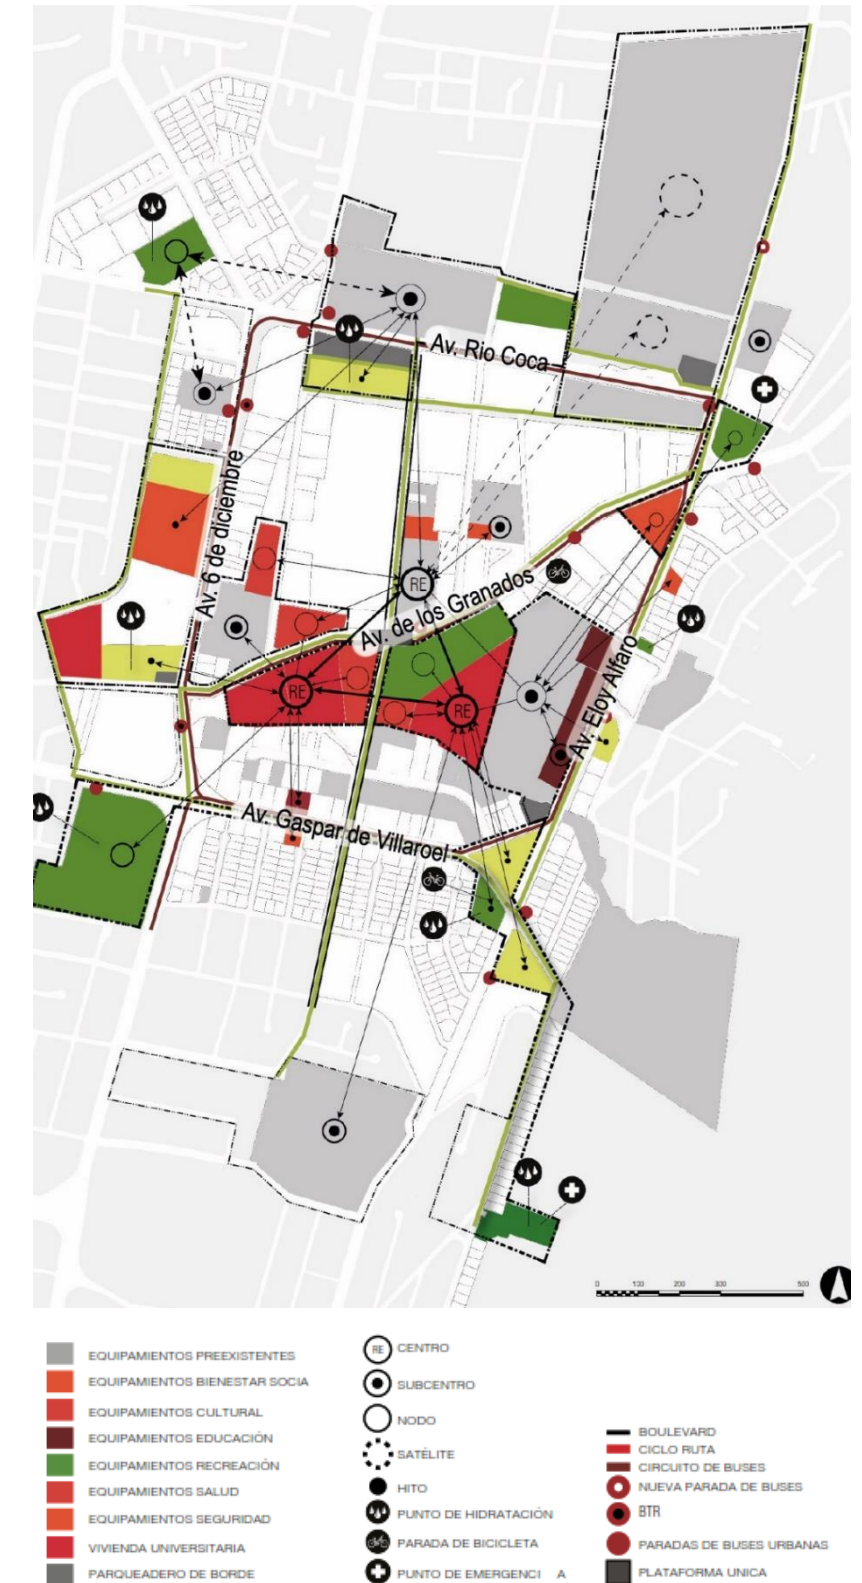 Av. Rio Coca
Av. 6 de diciembre
RE
Av. de los Granados
RE
RE
Av. Eloy Alfaro
Av. Gaspar de Villaroel
0 100 200 300 500
EQUIPAMIENTOS PREEXISTENTES
EQUIPAMIENTOS BIENESTAR SOCIA
EQUIPAMIENTOS CULTURAL
EQUIPAMIENTOS EDUCACIÓN
EQUIPAMIENTOS RECREACIÓN
EQUIPAMIENTOS SALUD
EQUIPAMIENTOS SEGURIDAD
VIVIENDA UNIVERSITARIA
PARQUEADERO DE BORDE
RE CENTRO
SUBCENTRO
NODO
SATÉLITE
HITO
PUNTO DE HIDRATACIÓN
PARADA DE BICICLETA
PUNTO DE EMERGENCI A
BOULEVARD
CICLO RUTA
CIRCUITO DE BUSES
NUEVA PARADA DE BUSES
BTR
PARADAS DE BUSES URBANAS
PLATAFORMA UNICA